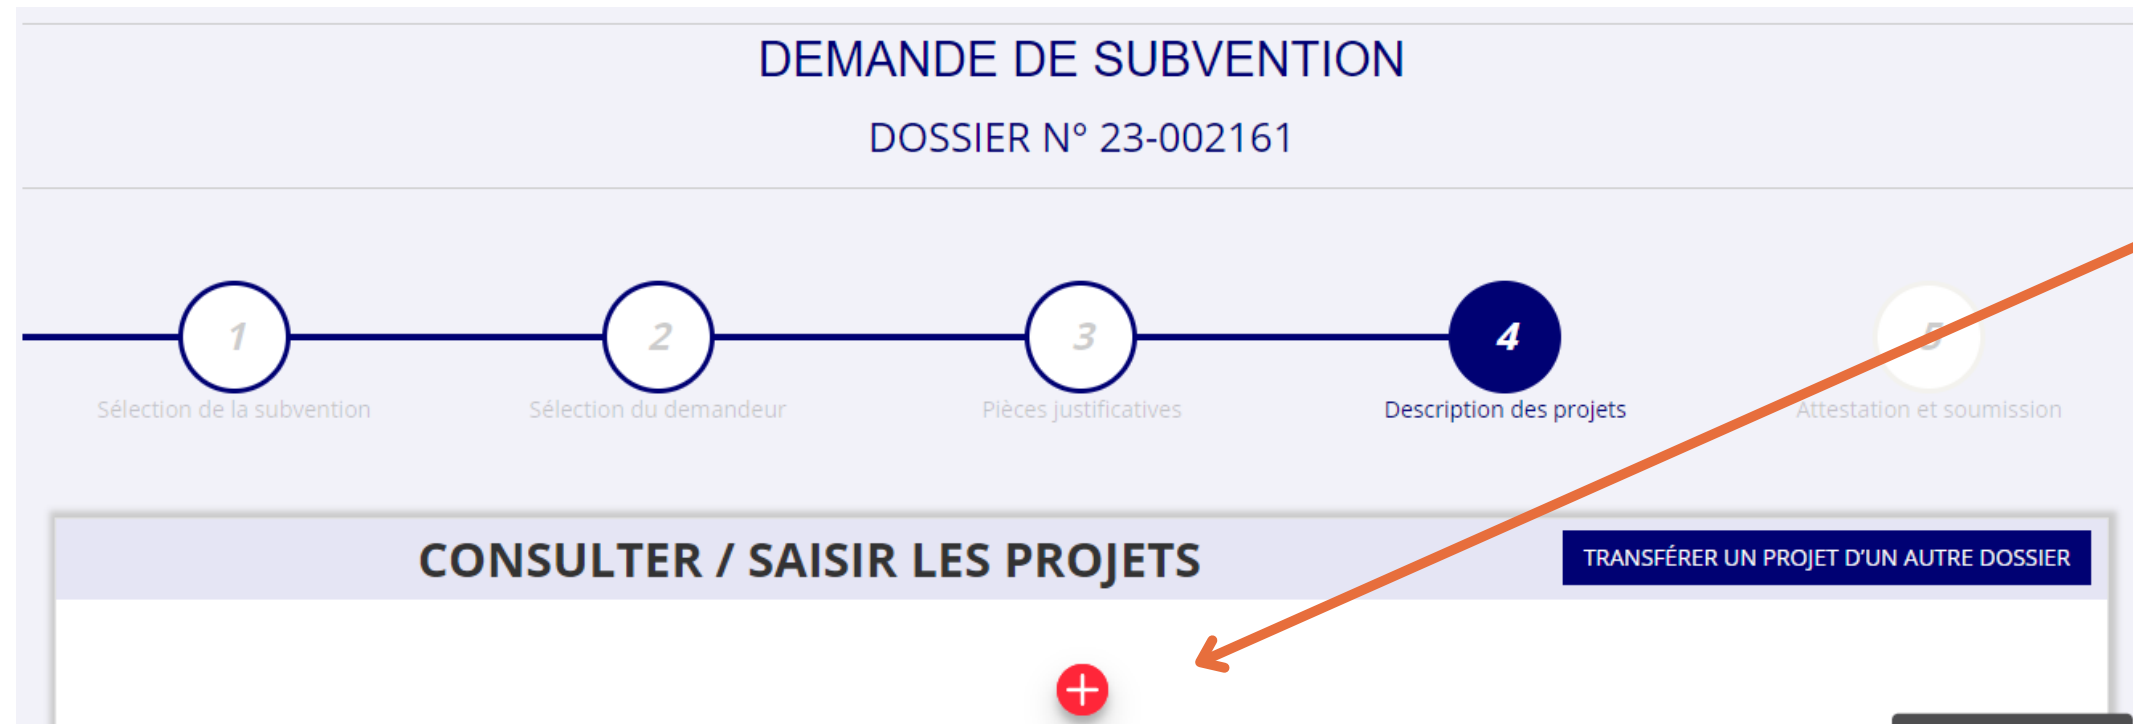 DEMANDE DE SUBVENTION
DOSSIER N° 23-002161
1
2
3
4
5
Sélection de la subvention
Sélection du demandeur
Pièces justificatives
Description des projets
Attestation et soumission
CONSULTER / SAISIR LES PROJETS
TRANSFÉRER UN PROJET D'UN AUTRE DOSSIER